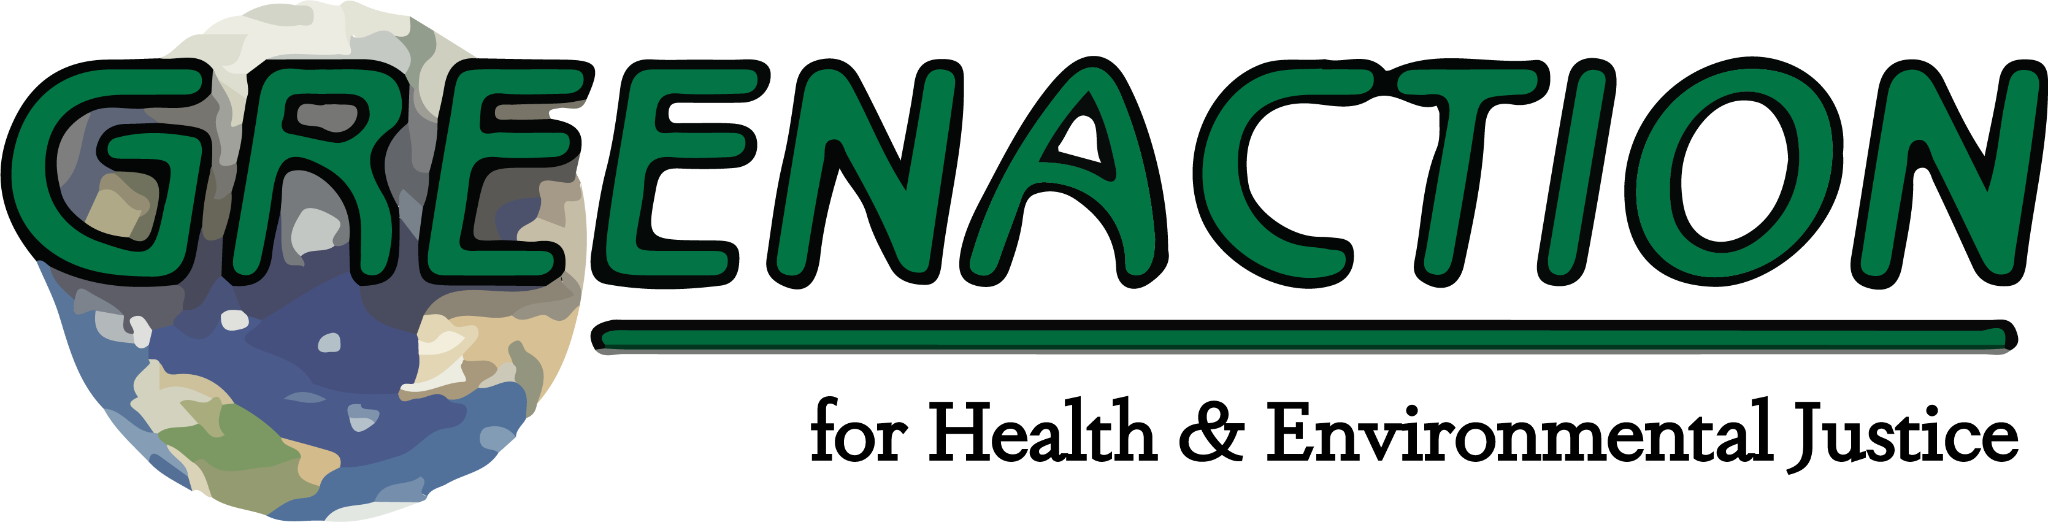 GREENACTION
for Health & Environmental Justice